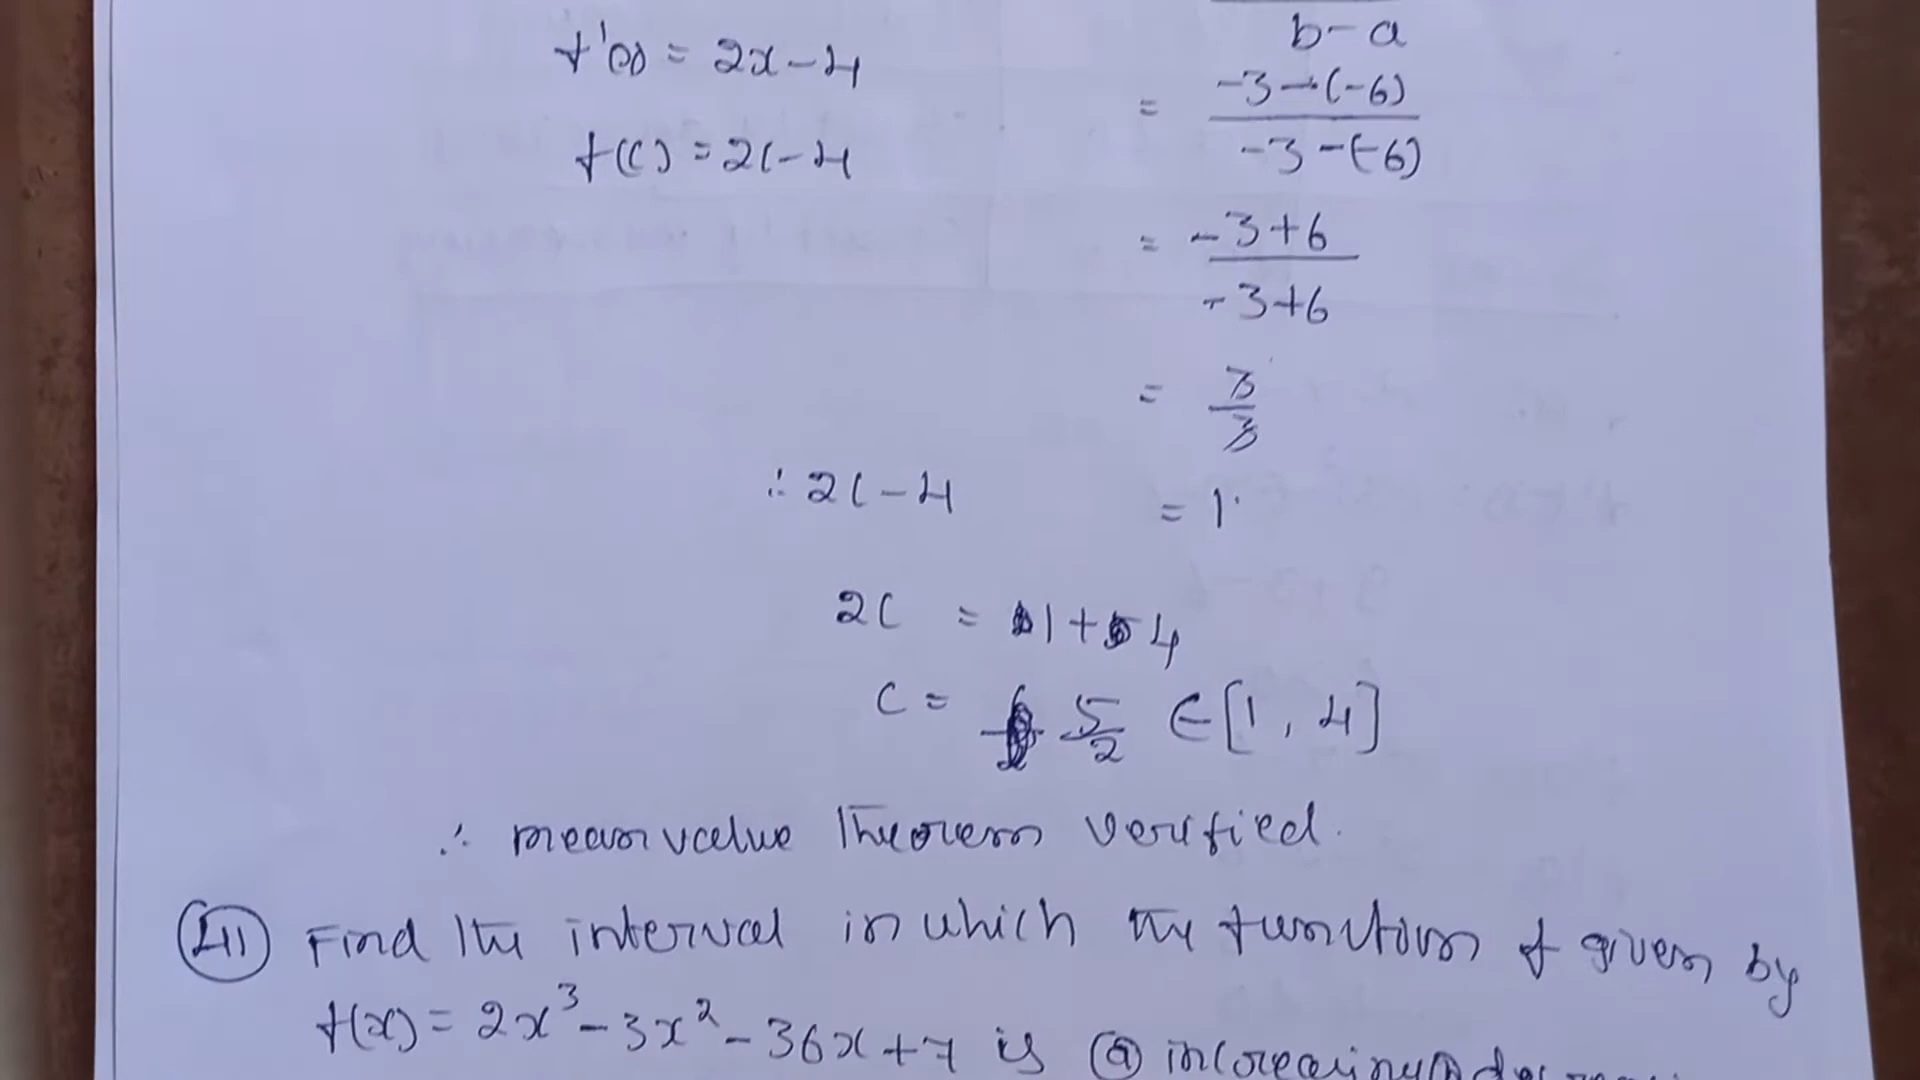 b-a
f'(x) = 2x-4
= -3-(-6) / -3-(-6)
f(c) = 2c-4
= -3+6 / -3+6
= 3/3
∴ 2c-4 = 1
2c = 1+4
c = 5/2 ∈ [1, 4]
∴ mean value theorem verified.
41 Find the interval in which the function f given by
f(x) = 2x³-3x²-36x+7 is ⓐ increasing